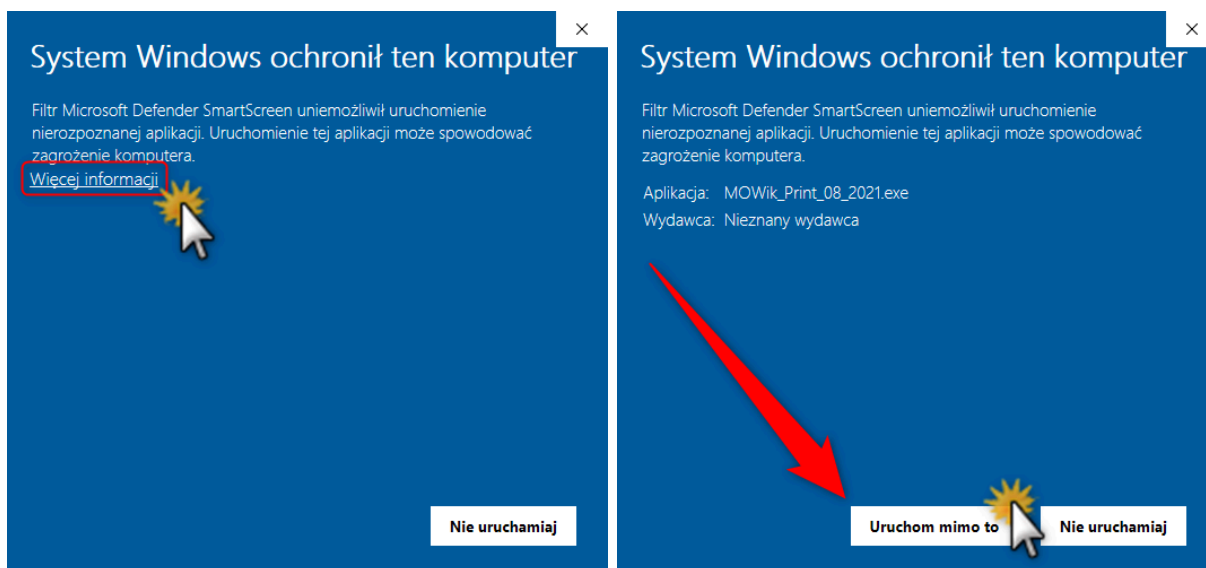 System Windows ochronił ten komputer
Filtr Microsoft Defender SmartScreen uniemożliwił uruchomienie
nierozpoznanej aplikacji. Uruchomienie tej aplikacji może spowodować
zagrożenie komputera.
Więcej informacji
Nie uruchamiaj
System Windows ochronił ten komputer
Filtr Microsoft Defender SmartScreen uniemożliwił uruchomienie
nierozpoznanej aplikacji. Uruchomienie tej aplikacji może spowodować
zagrożenie komputera.
Aplikacja: MOWik_Print_08_2021.exe
Wydawca: Nieznany wydawca
Uruchom mimo to
Nie uruchamiaj